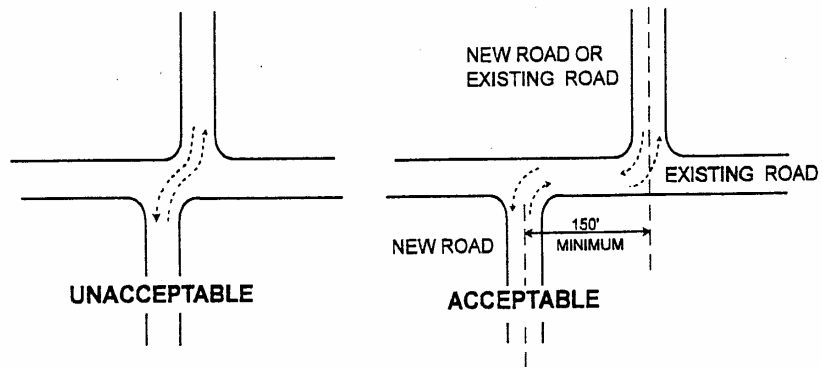 UNACCEPTABLE
NEW ROAD OR
EXISTING ROAD
EXISTING ROAD
150'
MINIMUM
NEW ROAD
ACCEPTABLE